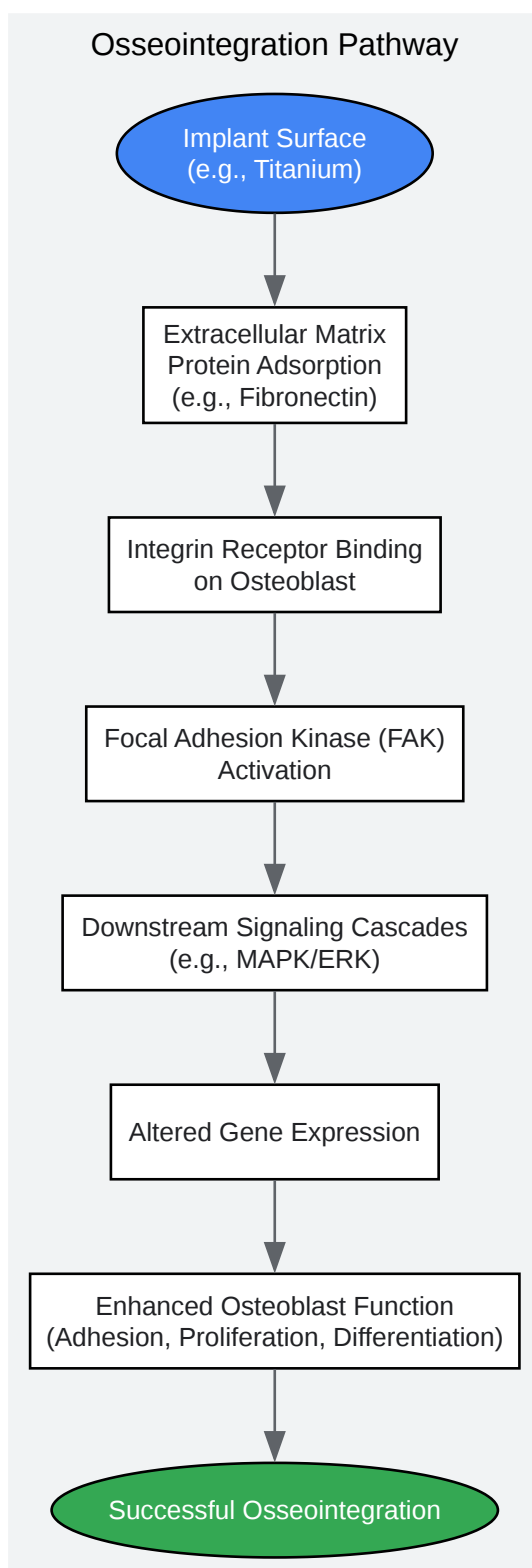 Osseointegration Pathway
Implant Surface
(e.g., Titanium)
Extracellular Matrix
Protein Adsorption
(e.g., Fibronectin)
Integrin Receptor Binding
on Osteoblast
Focal Adhesion Kinase (FAK)
Activation
Downstream Signaling Cascades
(e.g., MAPK/ERK)
Altered Gene Expression
Enhanced Osteoblast Function
(Adhesion, Proliferation, Differentiation)
Successful Osseointegration